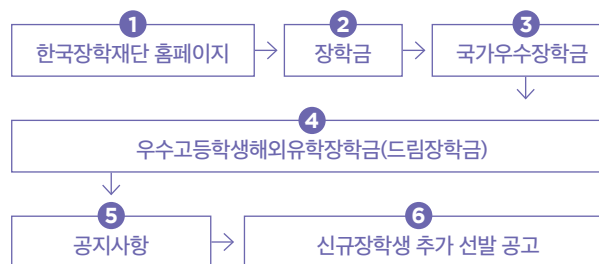 1
한국장학재단 홈페이지
2
장학금
3
국가우수장학금
4
우수고등학생해외유학장학금(드림장학금)
5
공지사항
6
신규장학생 추가 선발 공고